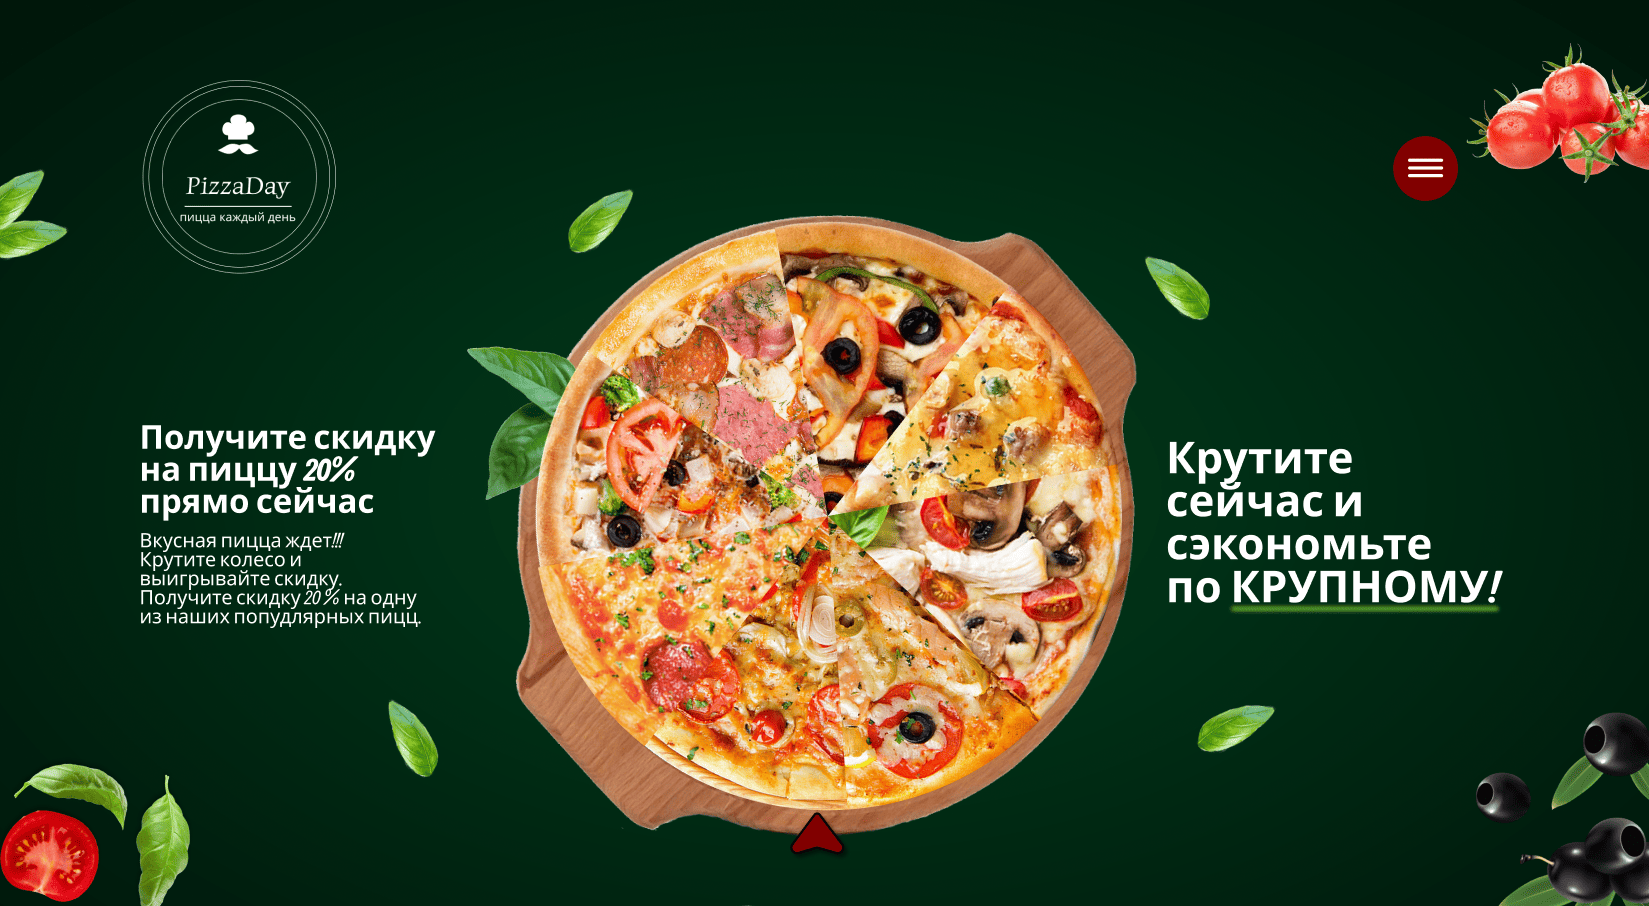 PizzaDay
пицца каждый день
Получите скидку
на пиццу 20%
прямо сейчас
Вкусная пицца ждет!!!
Крутите колесо и
выигрывайте скидку.
Получите скидку 20% на одну
из наших попудлярных пицц.
Крутите
сейчас и
сэкономьте
по КРУПНОМУ!